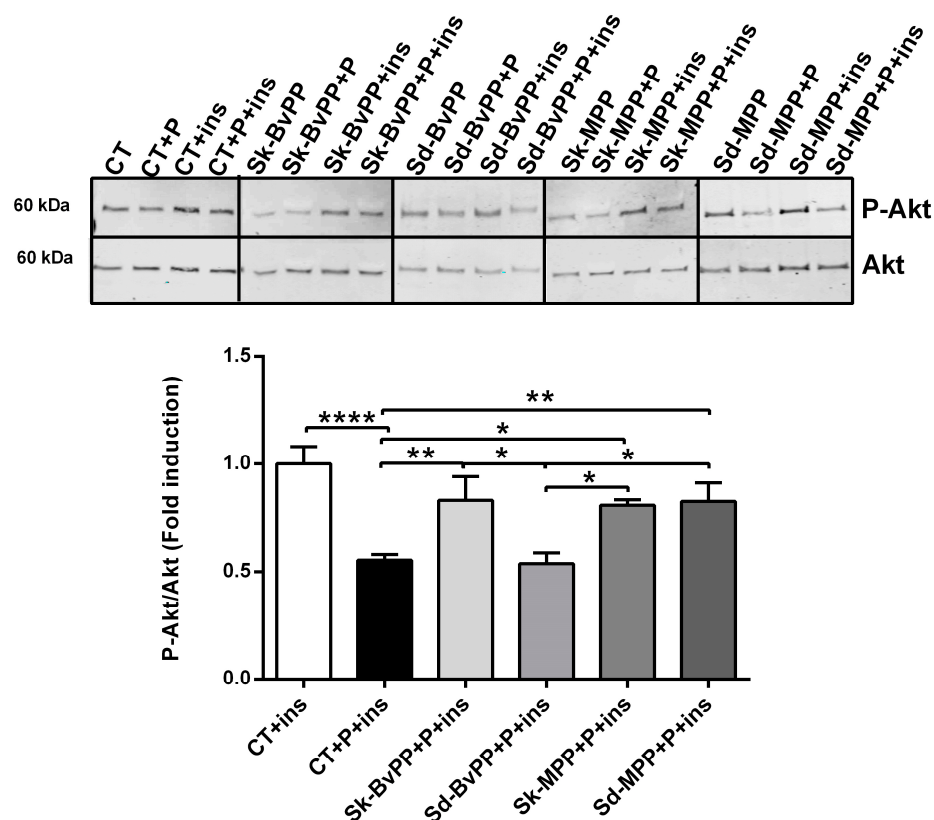 CT
CT+P
CT+ins
CT+P+ins
Sk-BvPP
Sk-BvPP+P
Sk-BvPP+ins
Sk-BvPP+P+ins
Sd-BvPP
Sd-BvPP+P
Sd-BvPP+ins
Sd-BvPP+P+ins
Sk-MPP
Sk-MPP+P
Sk-MPP+ins
Sk-MPP+P+ins
Sd-MPP
Sd-MPP+P
Sd-MPP+ins
Sd-MPP+P+ins
60 kDa
P-Akt
60 kDa
Akt
P-Akt/Akt (Fold induction)
1.5
1.0
0.5
0.0
**
****
*
**
*
*
*
CT+ins
CT+P+ins
Sk-BvPP+P+ins
Sd-BvPP+P+ins
Sk-MPP+P+ins
Sd-MPP+P+ins